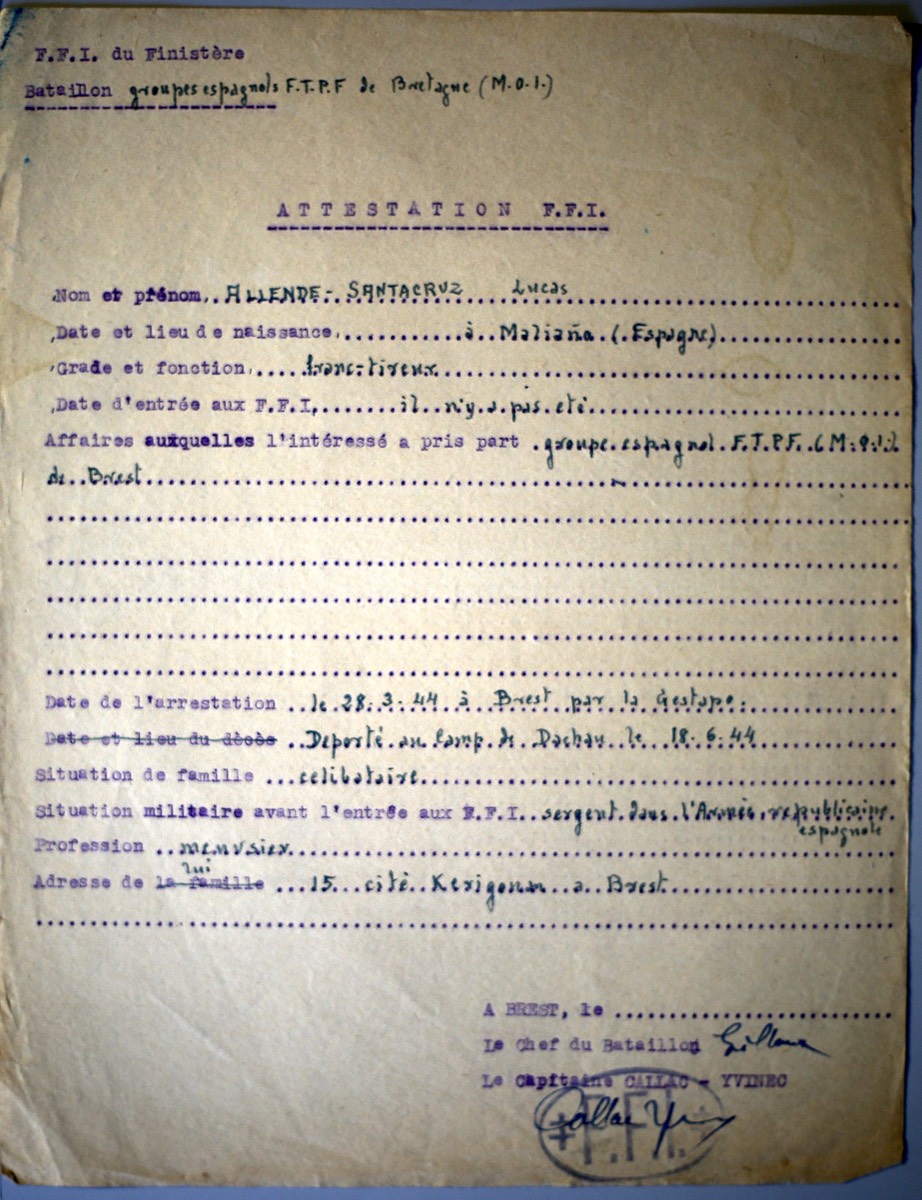 F.F.I. du Finistère
Bataillon groupes espagnols F.T.P.F de Bretagne (M.O.I.)
ATTESTATION F.F.I.
Nom et prénom, ALLENDE-SANTACRUZ Lucas
Date et lieu de naissance, à Maliaña (Espagne)
Grade et fonction, franc-tireur
Date d'entrée aux F.F.I, il n'y a pas eté
Affaires auxquelles l'intéressé a pris part groupe espagnol F.T.P.F. (M.O.I.)
de Brest
Date de l'arrestation le 28.3.44 à Brest par la Gestapo.
Date et lieu du décès Deporté au Camp de Dachau le 18.6.44
Situation de famille celibataire
Situation militaire avant l'entrée aux F.F.I. sergent dans l'Armée republicaine
espagnole
Profession menusier
lui
Adresse de la famille 15 cité Kerigonan a Brest
A BREST, le
Le Chef du Bataillon
Le Capitaine CALLAC - YVINEC
Callac
F.F.I.